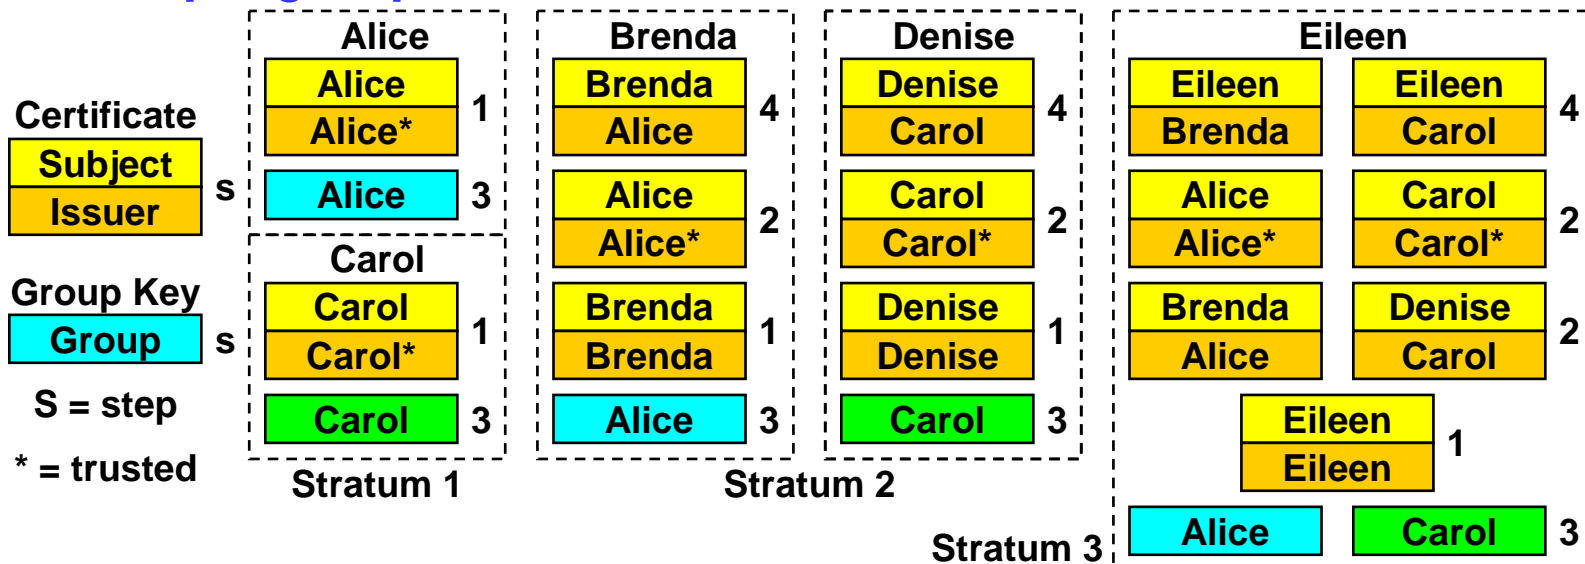 Certificate
Subject
Issuer
s
Group Key
Group
s
S = step
* = trusted
Alice
Alice
Alice*
1
Alice
3
Carol
Carol
Carol*
1
Carol
3
Stratum 1
Brenda
Brenda
Alice
4
Alice
Alice*
2
Brenda
Brenda
1
Alice
3
Denise
Denise
Carol
4
Carol
Carol*
2
Denise
Denise
1
Carol
3
Stratum 2
Eileen
Eileen
Brenda
Eileen
Carol
4
Alice
Alice*
Carol
Carol*
2
Brenda
Alice
Denise
Carol
2
Eileen
Eileen
1
Alice
Carol
3
Stratum 3